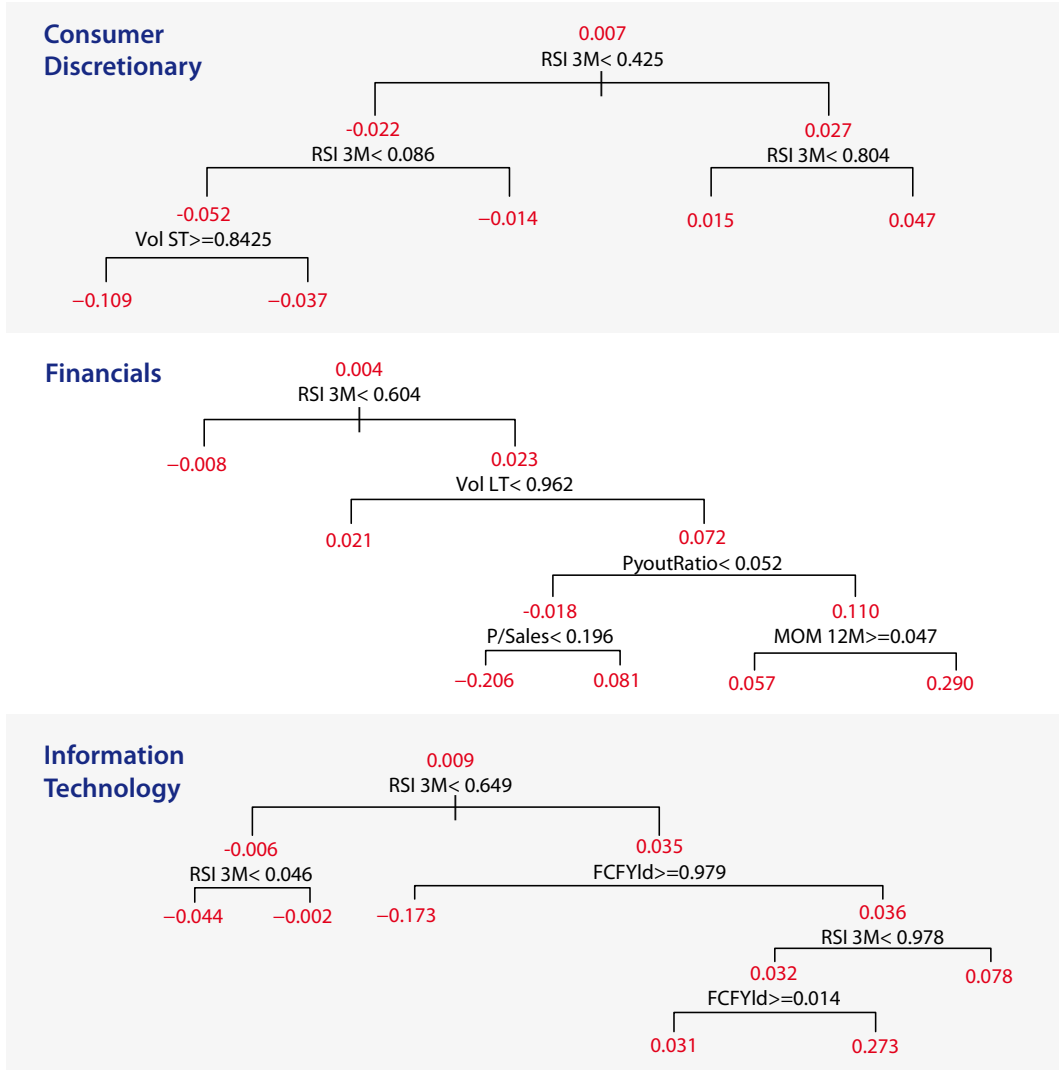 Consumer
Discretionary
0.007
RSI 3M< 0.425
-0.022 0.027
RSI 3M< 0.086 RSI 3M< 0.804
-0.052 −0.014 0.015 0.047
Vol ST>=0.8425
−0.109 −0.037
Financials
0.004
RSI 3M< 0.604
−0.008 0.023
Vol LT< 0.962
0.021 0.072
PyoutRatio< 0.052
-0.018 0.110
P/Sales< 0.196 MOM 12M>=0.047
−0.206 0.081 0.057 0.290
Information
Technology
0.009
RSI 3M< 0.649
-0.006 0.035
RSI 3M< 0.046 FCFYld>=0.979
−0.044 −0.002 −0.173 0.036
RSI 3M< 0.978
0.032 0.078
FCFYld>=0.014
0.031 0.273